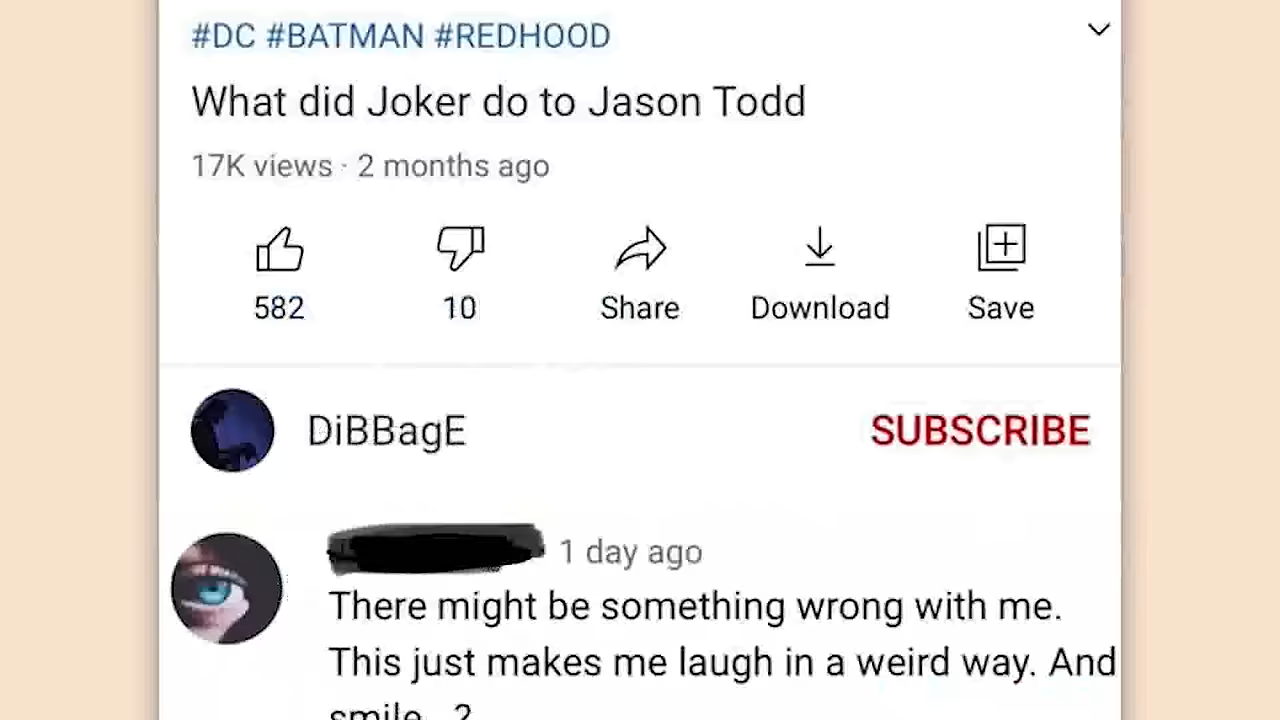 #DC #BATMAN #REDHOOD
What did Joker do to Jason Todd
17K views · 2 months ago
582 10 Share Download Save
DiBBagE SUBSCRIBE
1 day ago
There might be something wrong with me.
This just makes me laugh in a weird way. And
smile